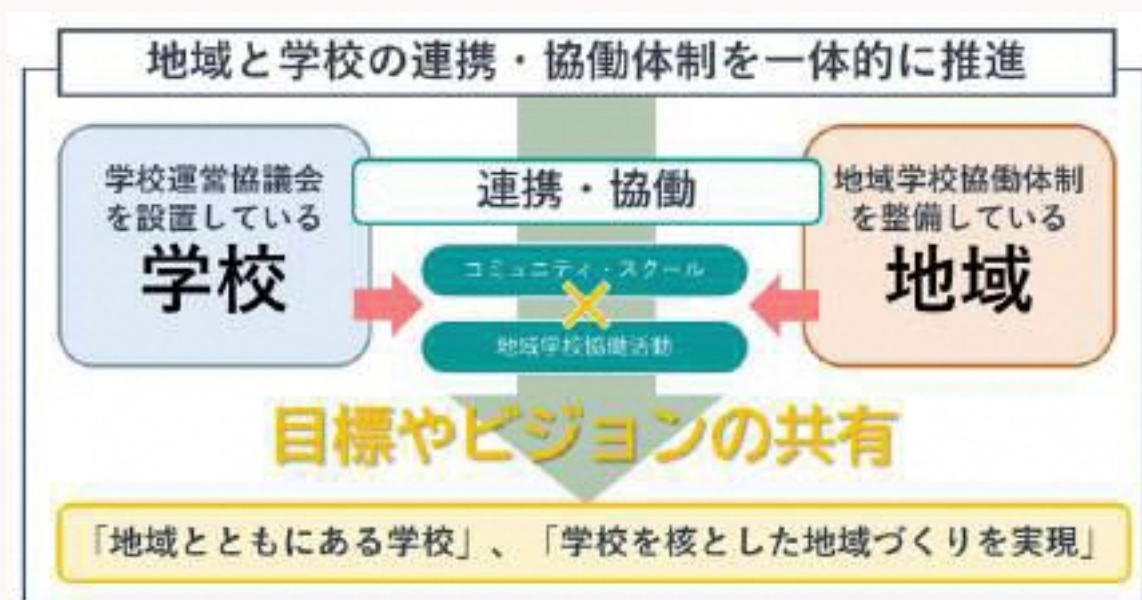 地域と学校の連携・協働体制を一体的に推進
学校運営協議会
を設置している
学校
連携・協働
コミュニティ・スクール
×
地域学校協働活動
地域学校協働体制
を整備している
地域
目標やビジョンの共有
「地域とともにある学校」、「学校を核とした地域づくりを実現」